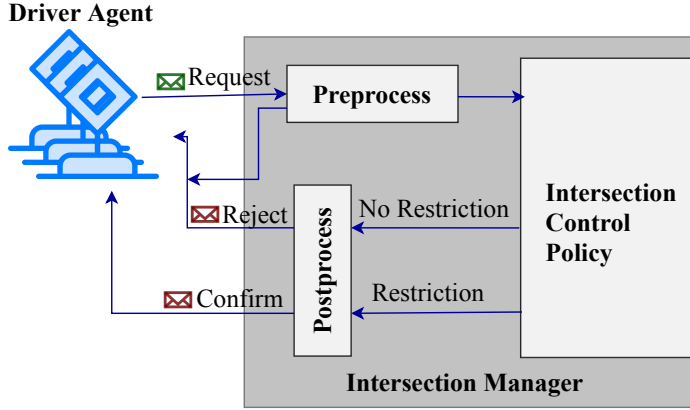 Driver Agent
Request
Preprocess
Intersection
Control
Policy
No Restriction
Reject
Postprocess
Restriction
Confirm
Intersection Manager